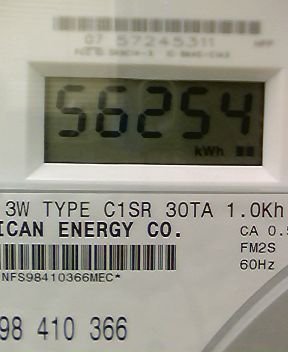 07 57245311
56254
kWh
3W TYPE C1SR 30TA 1.0Kh
ICAN ENERGY CO.
CA 0.5
FM2S
60Hz
NFS98410366MEC*
98 410 366